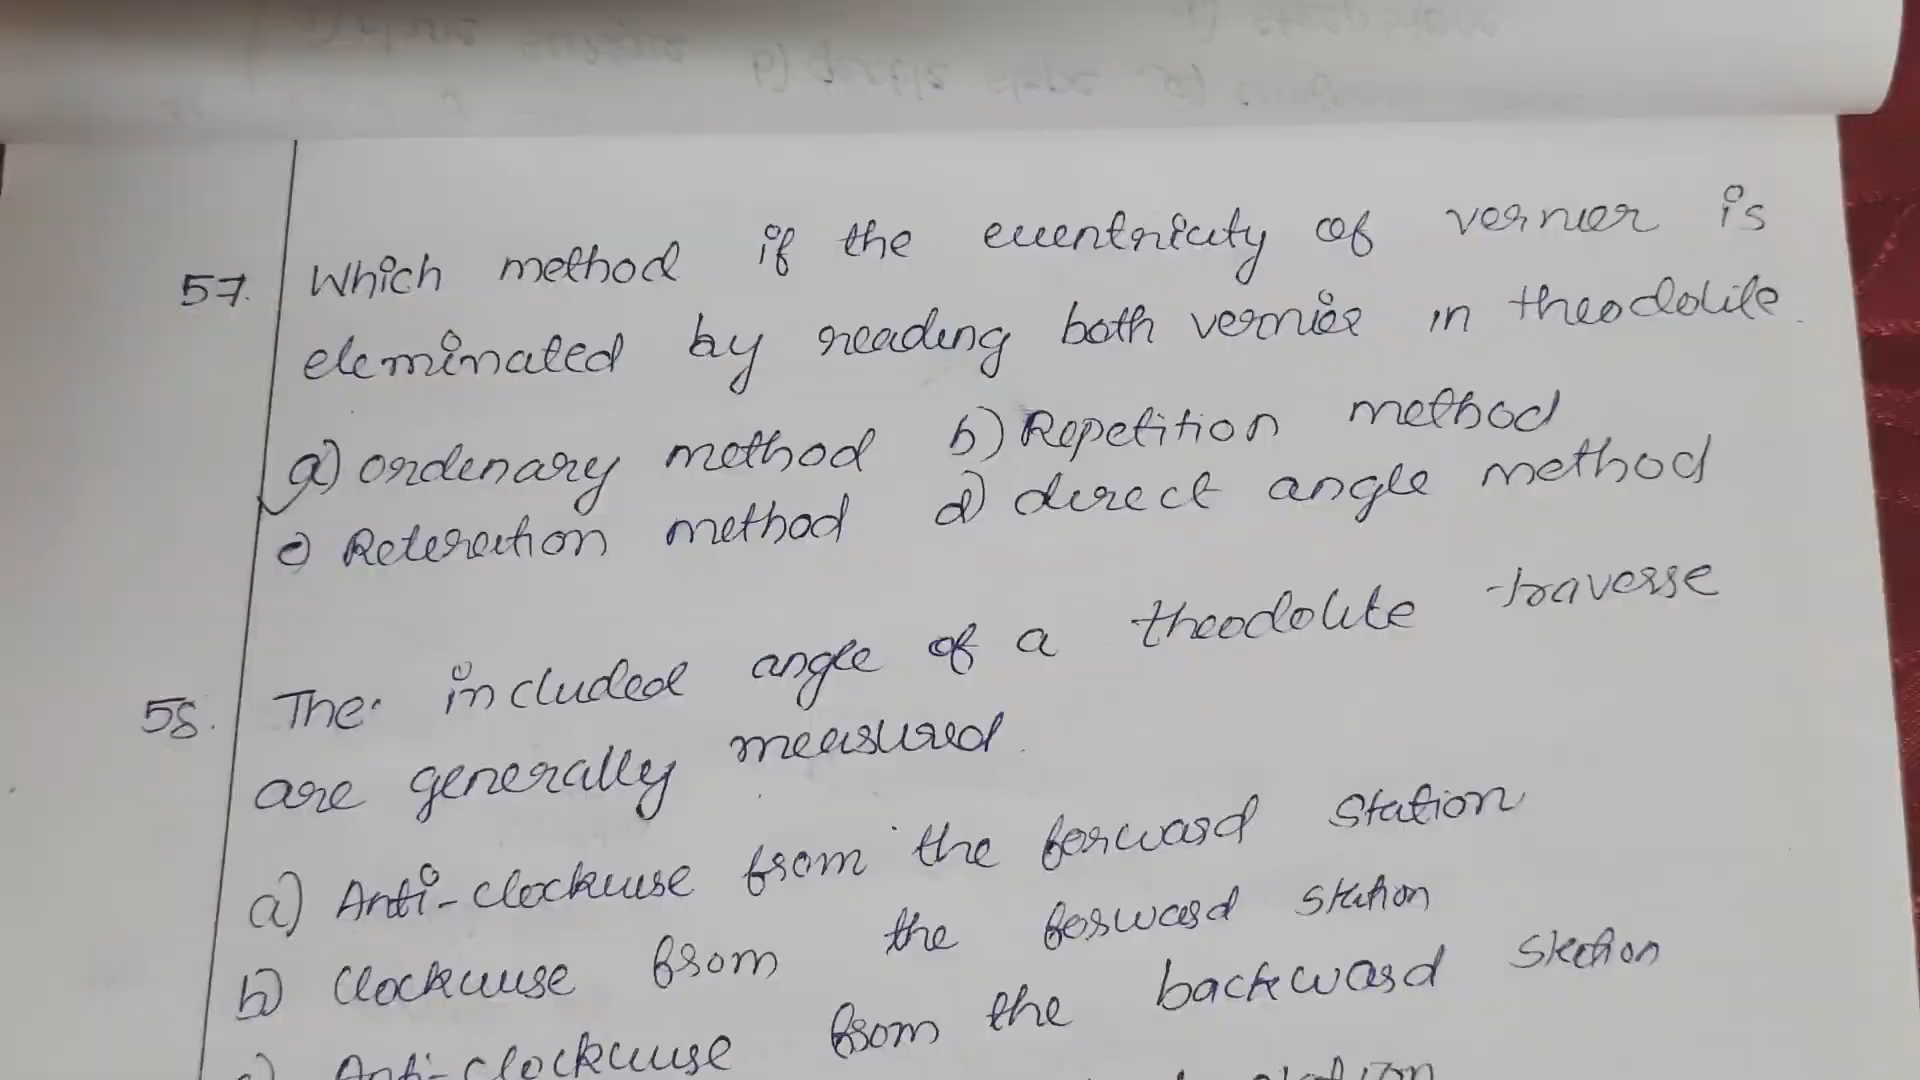 57. Which method if the eccentricity of vernier is
eleminated by reading both vernier in theodolite.
a) ordenary method b) Repetition method
c) Reteration method d) direct angle method
58. The included angle of a theodolite traverse
are generally measured.
a) Anti-clockwise from the forward station
b) clockwise from the forward station
c) Anti-clockwise from the backward station
station